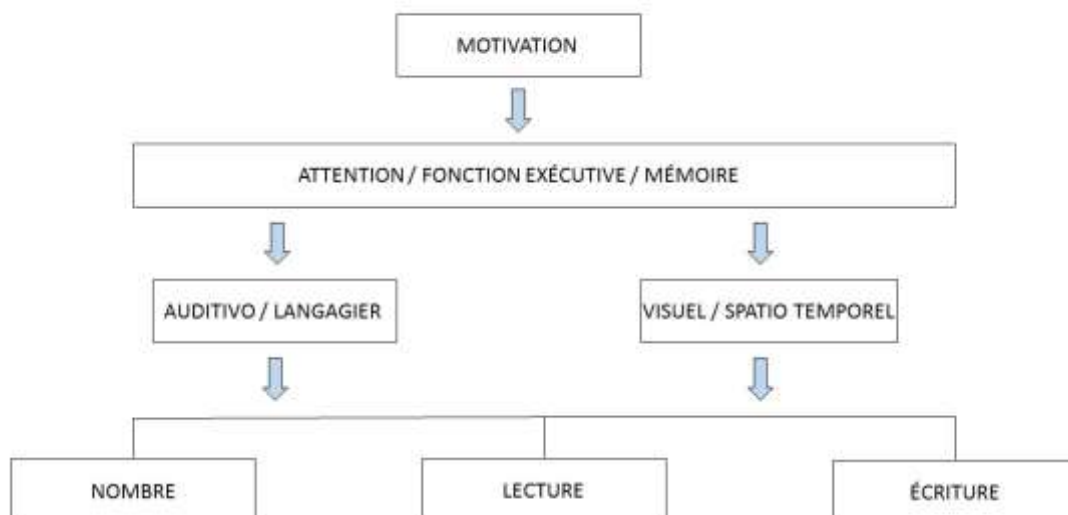 MOTIVATION
ATTENTION / FONCTION EXÉCUTIVE / MÉMOIRE
AUDITIVO / LANGAGIER
VISUEL / SPATIO TEMPOREL
NOMBRE
LECTURE
ÉCRITURE